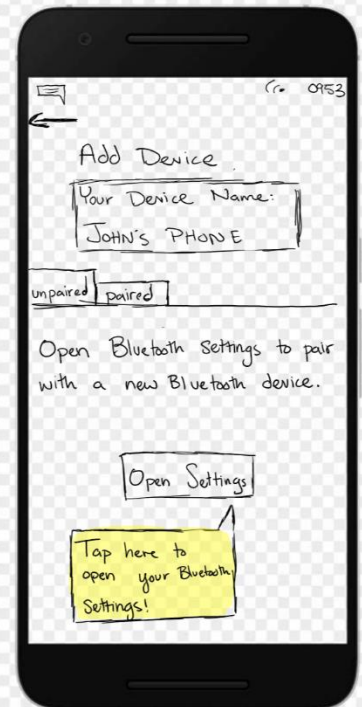 0953
Add Device
Your Device Name:
JOHN'S PHONE
unpaired paired
Open Bluetooth Settings to pair
with a new Bluetooth device.
Open Settings
Tap here to
open your Bluetooth
Settings!